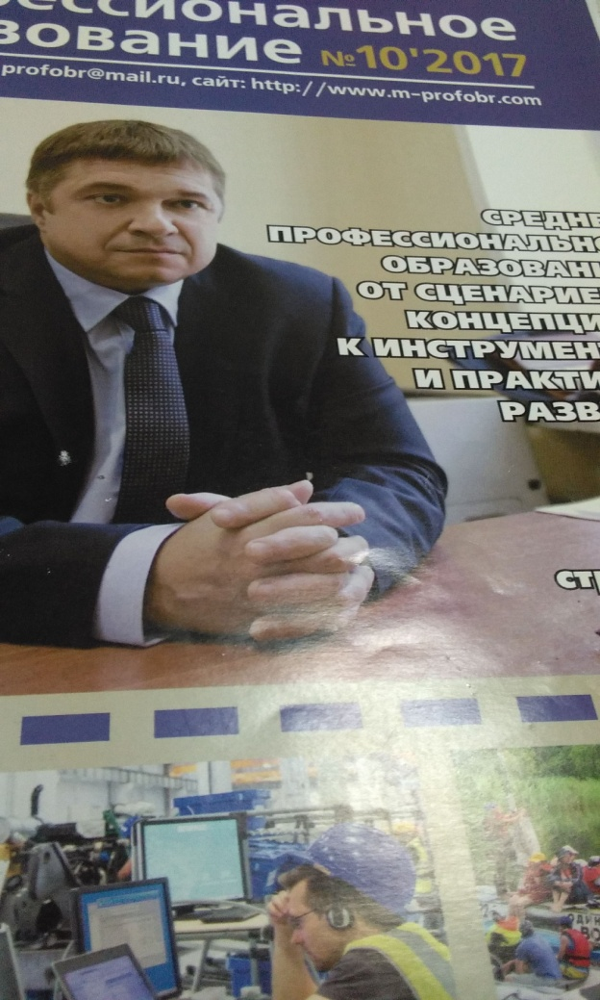 ессиональное
зование №10'2017
profobr@mail.ru, сайт: http://www.m-profobr.com
СРЕДНЕ
ПРОФЕССИОНАЛЬНО
ОБРАЗОВАНИ
ОТ СЦЕНАРИЕ
КОНЦЕПЦИ
К ИНСТРУМЕН
И ПРАКТИ
РАЗВ
ст